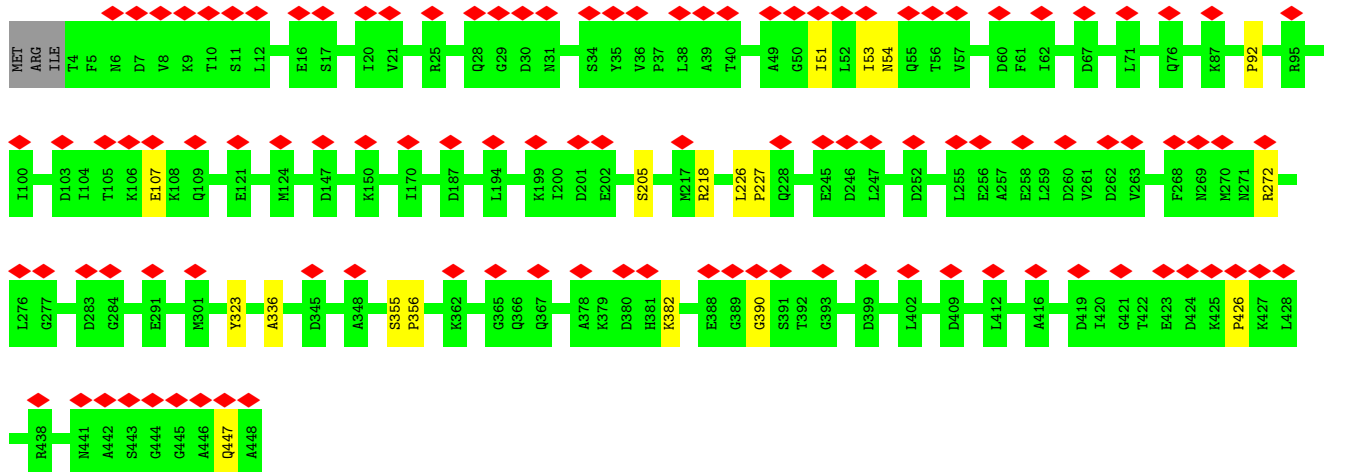 MET ARG ILE T4 F5 N6 D7 V8 K9 T10 S11 L12 E16 S17 I20 V21 R25 Q28 G29 D30 N31 S34 Y35 V36 P37 L38 A39 T40 A49 G50 I51 L52 I53 N54 Q55 T56 V57 D60 F61 I62 D67 L71 Q76 K87 P92 R95
I100 D103 I104 T105 K106 E107 K108 Q109 E121 M124 D147 K150 I170 D187 L194 K199 I200 D201 E202 S205 M217 R218 L226 P227 Q228 E245 D246 L247 D252 L255 E256 A257 E258 L259 D260 V261 D262 V263 F268 N269 M270 N271 R272
L276 G277 D283 G284 E291 M301 Y323 A336 D345 A348 S355 P356 K362 G365 Q366 Q367 A378 K379 D380 H381 K382 E388 G389 G390 S391 T392 G393 D399 L402 D409 L412 A416 D419 I420 G421 T422 E423 D424 K425 P426 K427 L428
R438 N441 A442 S443 G444 G445 A446 Q447 A448